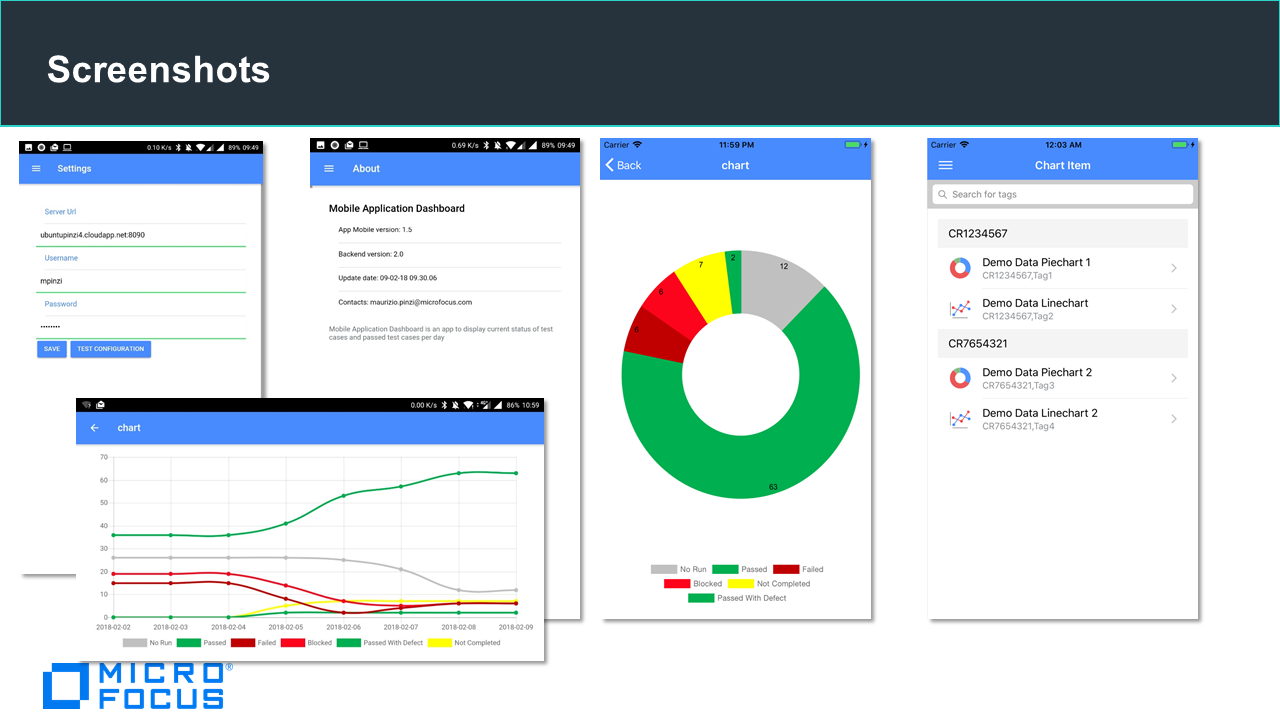 Screenshots
0.10 K/s 89% 09:49
Settings
Server Url
ubuntupinzi4.cloudapp.net:8090
Username
mpinzi
Password
••••••••
SAVE TEST CONFIGURATION
0.69 K/s 89% 09:49
About
Mobile Application Dashboard
App Mobile version: 1.5
Backend version: 2.0
Update date: 09-02-18 09.30.06
Contacts: maurizio.pinzi@microfocus.com
Mobile Application Dashboard is an app to display current status of test
cases and passed test cases per day
0.00 K/s 86% 10:59
chart
70
60
50
40
30
20
10
0
2018-02-02 2018-02-03 2018-02-04 2018-02-05 2018-02-06 2018-02-07 2018-02-08 2018-02-09
No Run Passed Failed Blocked Passed With Defect Not Completed
Carrier 11:59 PM
Back chart
2
7
12
6
6
63
No Run Passed Failed
Blocked Not Completed
Passed With Defect
Carrier 12:03 AM
Chart Item
Search for tags
CR1234567
Demo Data Piechart 1
CR1234567,Tag1
Demo Data Linechart
CR1234567,Tag2
CR7654321
Demo Data Piechart 2
CR7654321,Tag3
Demo Data Linechart 2
CR7654321,Tag4
MICRO®
FOCUS